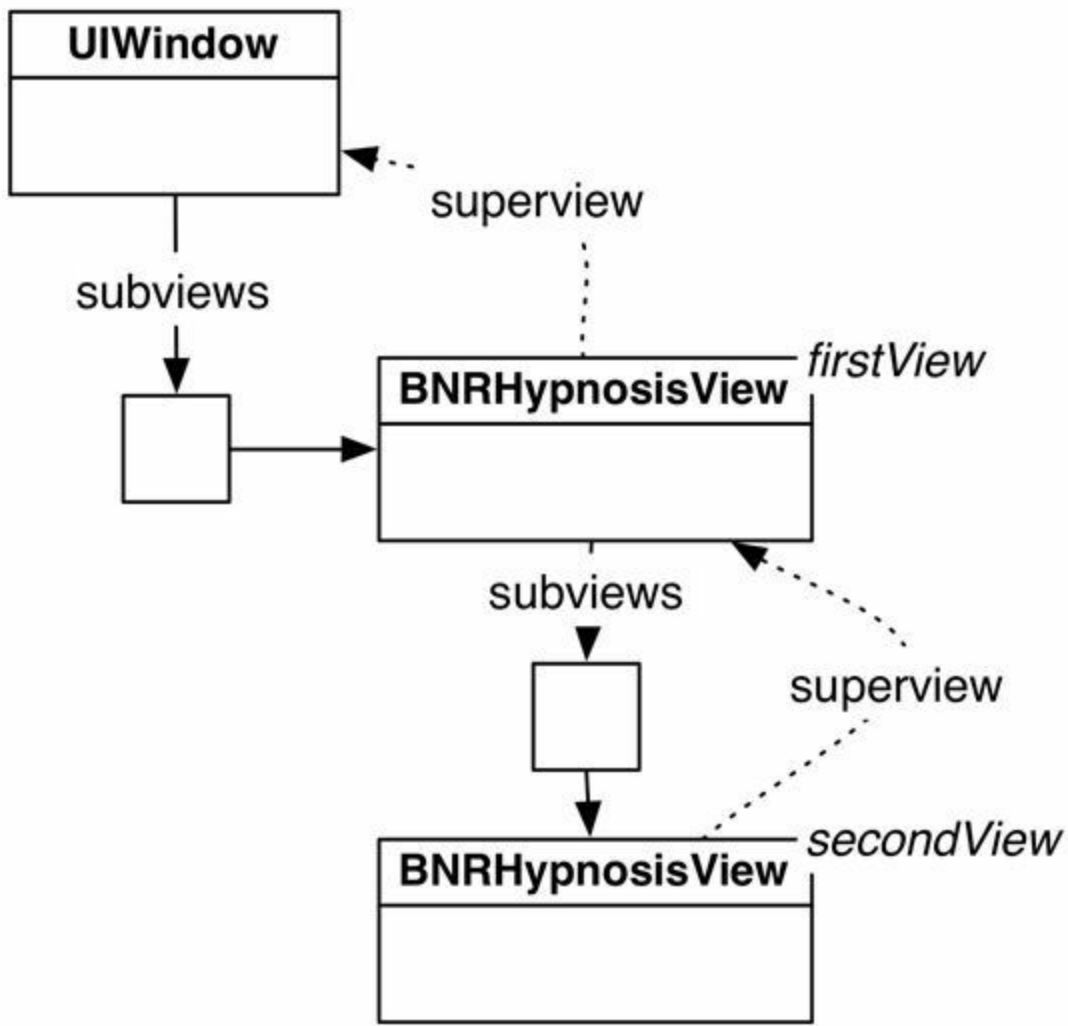 UIWindow
superview
subviews
firstView
BNRHypnosisView
subviews
superview
secondView
BNRHypnosisView